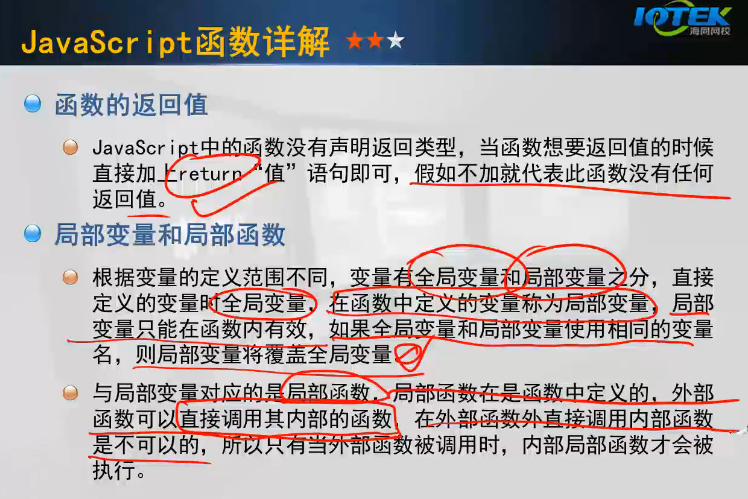 JavaScript函数详解 ★★★
IOTEK
海同网校
函数的返回值
JavaScript中的函数没有声明返回类型，当函数想要返回值的时候
直接加上return“值”语句即可，假如不加就代表此函数没有任何
返回值。
局部变量和局部函数
根据变量的定义范围不同，变量有全局变量和局部变量之分，直接
定义的变量时全局变量，在函数中定义的变量称为局部变量，局部
变量只能在函数内有效，如果全局变量和局部变量使用相同的变量
名，则局部变量将覆盖全局变量。
与局部变量对应的是局部函数，局部函数在是函数中定义的，外部
函数可以直接调用其内部的函数，在外部函数外直接调用内部函数
是不可以的，所以只有当外部函数被调用时，内部局部函数才会被
执行。